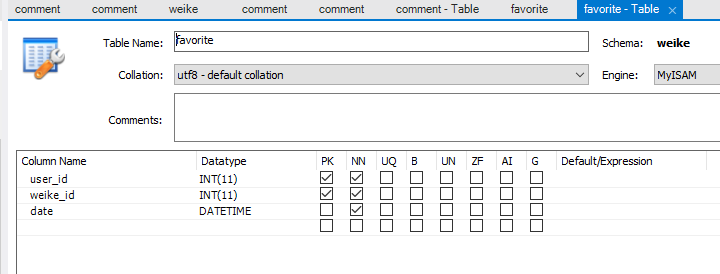 comment comment weike comment comment comment - Table favorite favorite - Table ×
Table Name: favorite Schema: weike
Collation: utf8 - default collation Engine: MyISAM
Comments:
Column Name Datatype PK NN UQ B UN ZF AI G Default/Expression
user_id INT(11)
weike_id INT(11)
date DATETIME